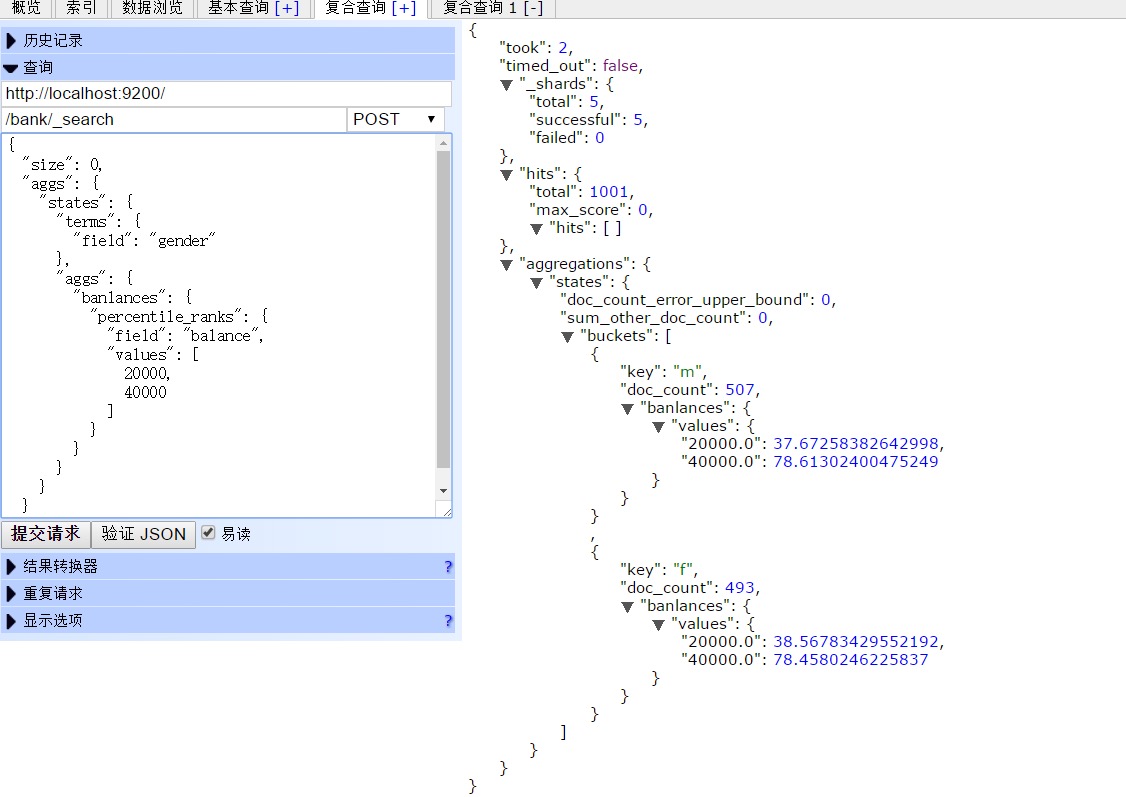 概览 索引 数据浏览 基本查询 [+] 复合查询 [+] 复合查询 1 [-]
历史记录
查询
http://localhost:9200/
/bank/_search POST
{
"size": 0,
"aggs": {
"states": {
"terms": {
"field": "gender"
},
"aggs": {
"banlances": {
"percentile_ranks": {
"field": "balance",
"values": [
20000,
40000
]
}
}
}
}
}
提交请求 验证 JSON 易读
结果转换器 ?
重复请求
显示选项 ?
{
"took": 2,
"timed_out": false,
"_shards": {
"total": 5,
"successful": 5,
"failed": 0
},
"hits": {
"total": 1001,
"max_score": 0,
"hits": [ ]
},
"aggregations": {
"states": {
"doc_count_error_upper_bound": 0,
"sum_other_doc_count": 0,
"buckets": [
{
"key": "m",
"doc_count": 507,
"banlances": {
"values": {
"20000.0": 37.67258382642998,
"40000.0": 78.61302400475249
}
}
}
,
{
"key": "f",
"doc_count": 493,
"banlances": {
"values": {
"20000.0": 38.56783429552192,
"40000.0": 78.4580246225837
}
}
}
]
}
}
}